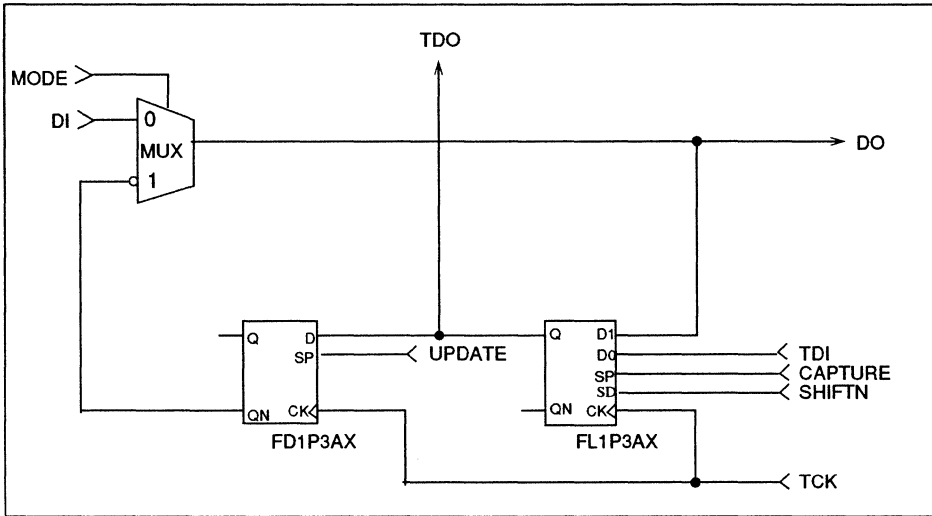 TDO
MODE
DI
0
MUX
1
DO
Q
D
SP
UPDATE
QN
CK
FD1P3AX
Q
D1
D0
SP
SD
QN
CK
FL1P3AX
TDI
CAPTURE
SHIFTN
TCK